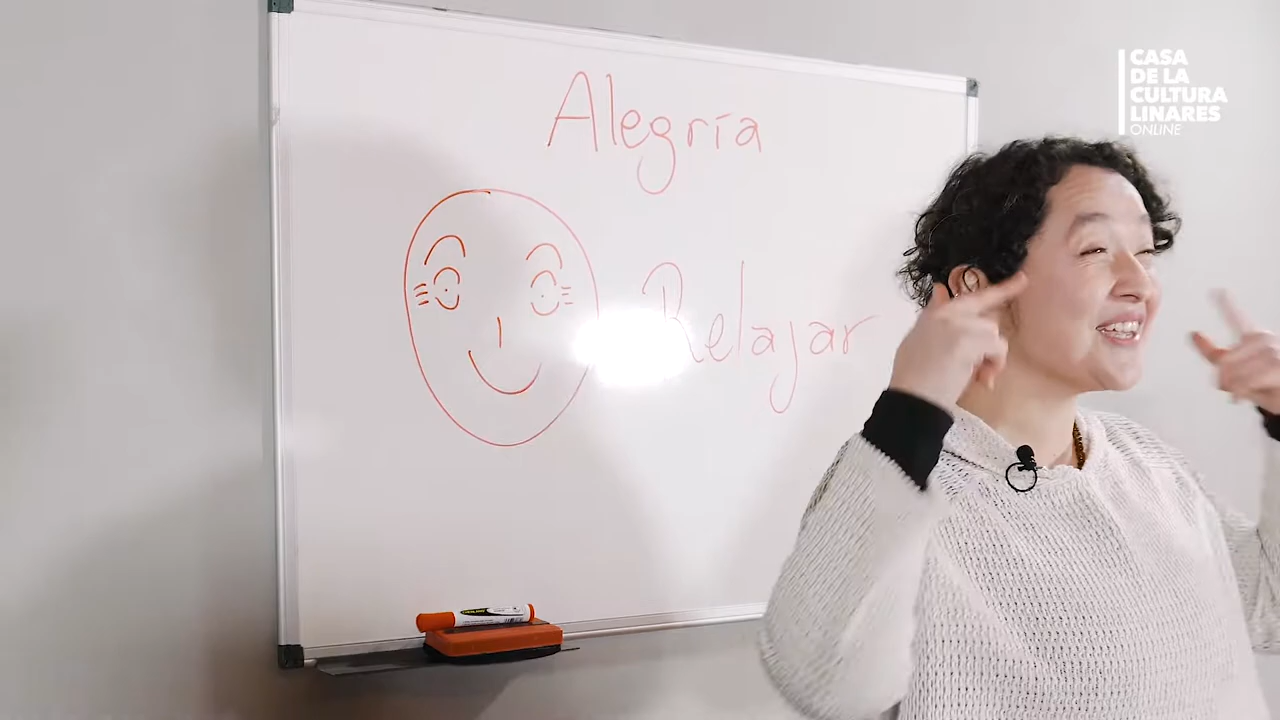 Alegría
Relajar
CASA
DE LA
CULTURA
LINARES
ONLINE